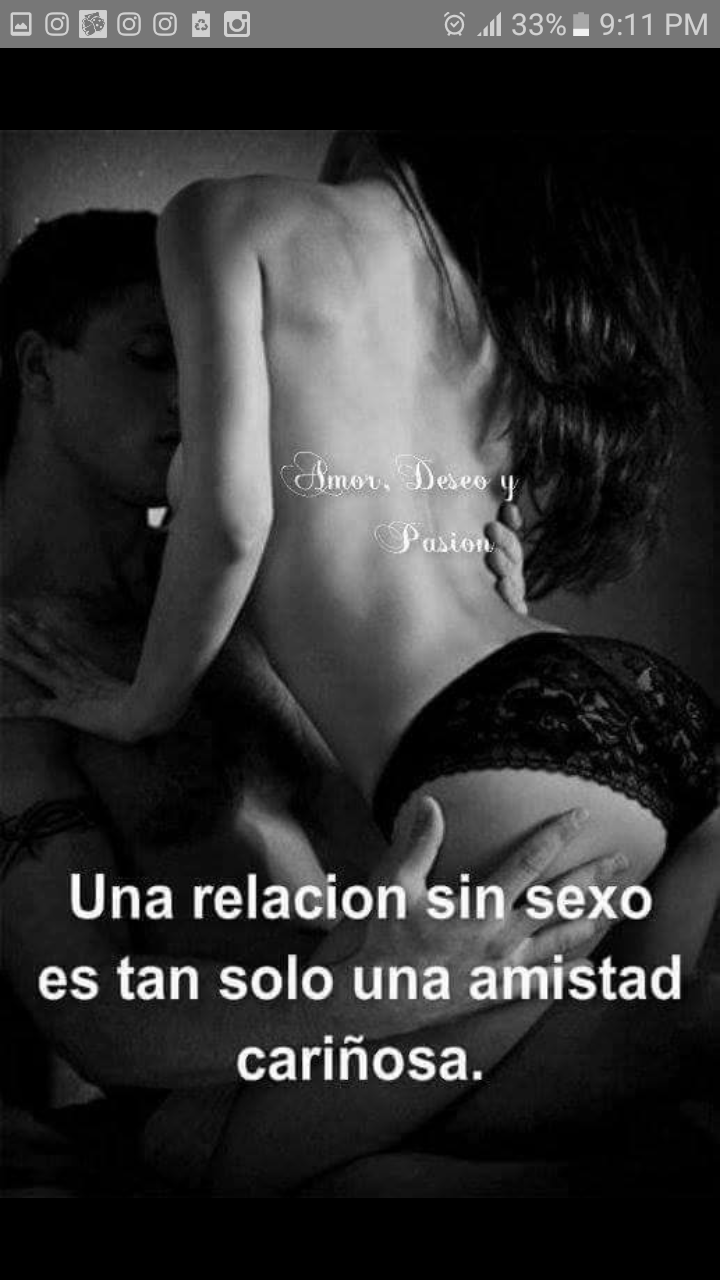 33% 9:11 PM
Amor, Deseo y
Pasion
Una relacion sin sexo
es tan solo una amistad
cariñosa.